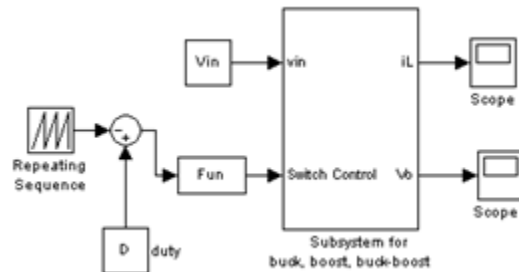 Vin
vin
iL
Scope
Repeating
Sequence
Fun
Switch Control
Vo
Scope
D
duty
Subsystem for
buck, boost, buck-boost